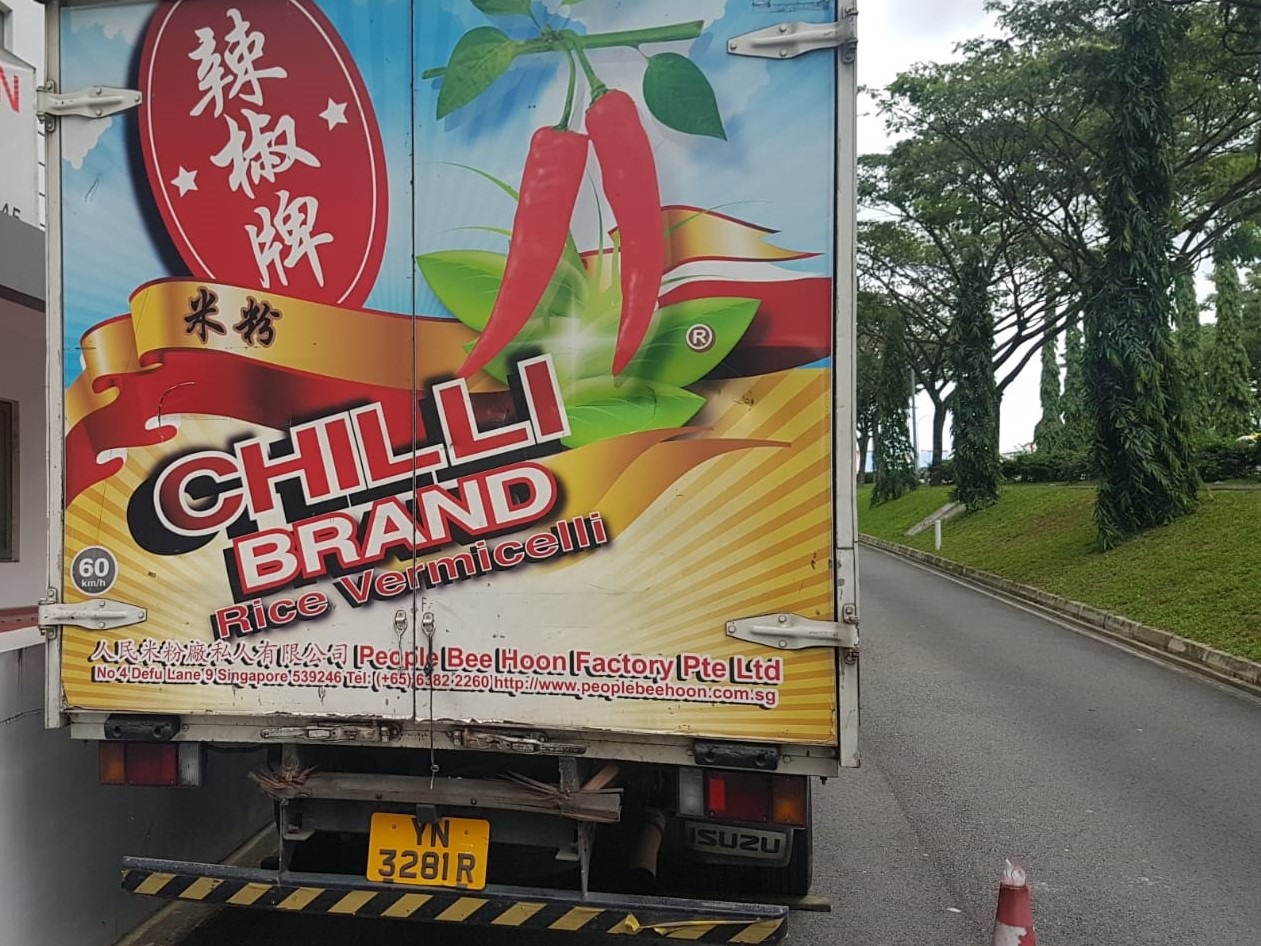 辣椒牌
米粉
®
CHILLI
BRAND
Rice Vermicelli
60
km/h
人民米粉廠私人有限公司 People Bee Hoon Factory Pte Ltd
No 4 Defu Lane 9 Singapore 539246 Tel: (+65) 6382 2260 http://www.peoplebeehoon.com.sg
ISUZU
YN
3281R
N